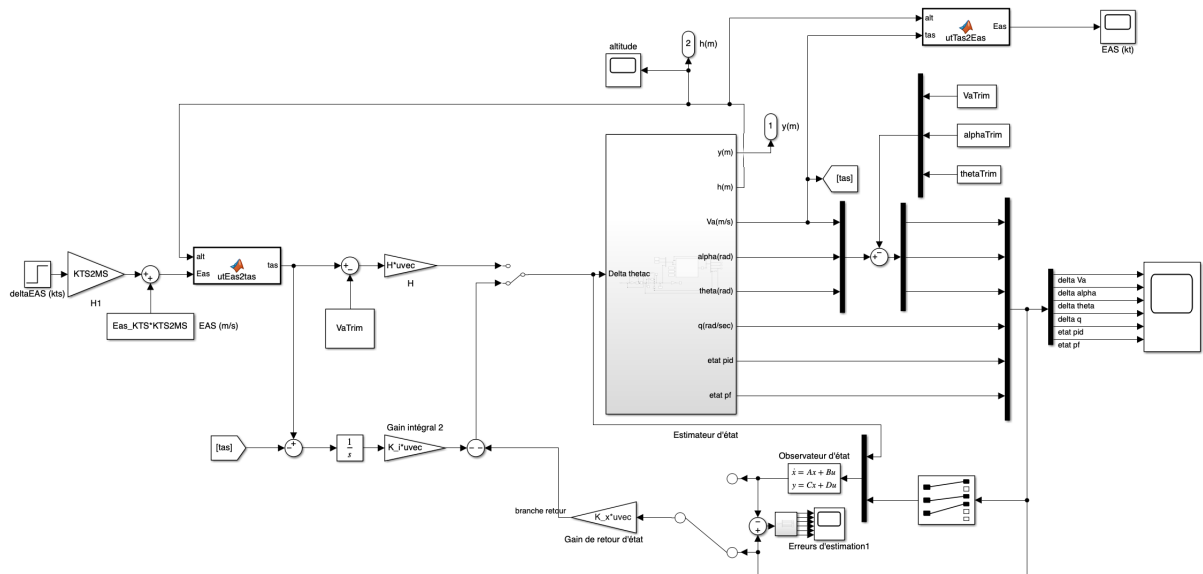 alt
tas
utTas2Eas
Eas
EAS (kt)
altitude
2
h(m)
VaTrim
alphaTrim
thetaTrim
1
y(m)
y(m)
h(m)
[tas]
Va(m/s)
alpha(rad)
theta(rad)
q(rad/sec)
etat pid
etat pf
Delta thetac
deltaEAS (kts)
KTS2MS
H1
Eas_KTS*KTS2MS
EAS (m/s)
alt
Eas
utEas2tas
tas
VaTrim
H*uvec
H
delta Va
delta alpha
delta theta
delta q
etat pid
etat pf
[tas]
1
s
Gain intégral 2
K_i*uvec
Estimateur d'état
Observateur d'état
ẋ = Ax + Bu
y = Cx + Du
branche retour
K_x*uvec
Gain de retour d'état
Erreurs d'estimation1